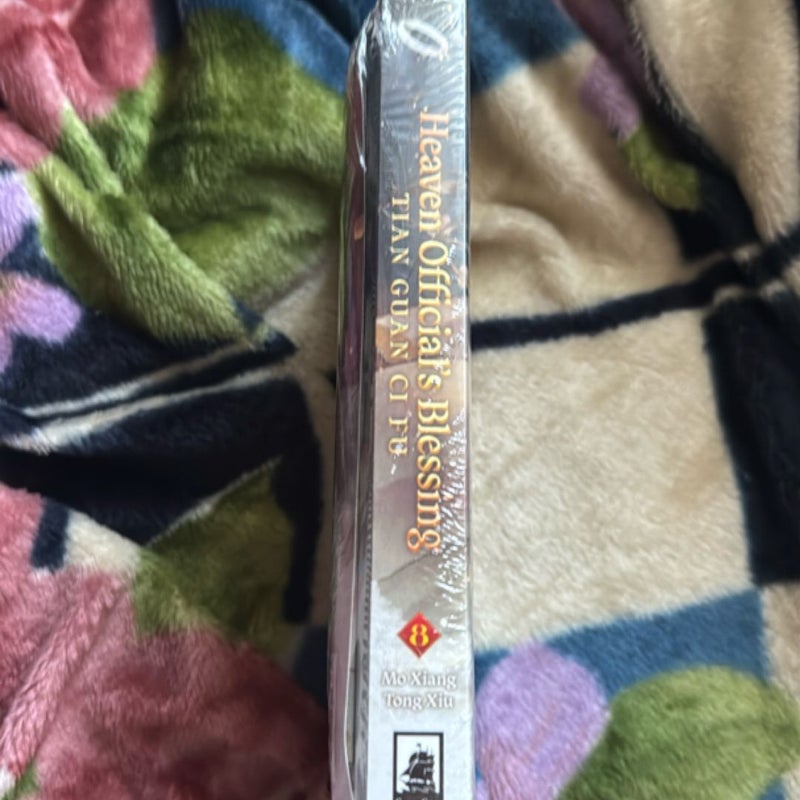 Heaven Official's Blessing
TIAN GUAN CI FU
8
Mo Xiang
Tong Xiu